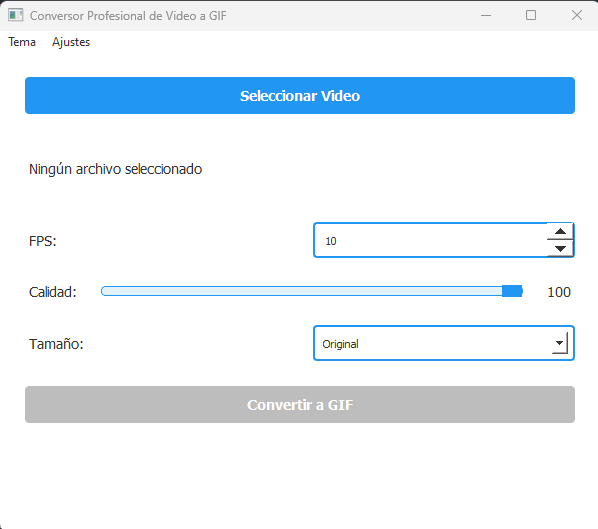 Conversor Profesional de Video a GIF
Tema Ajustes
Seleccionar Video
Ningún archivo seleccionado
FPS: 10
Calidad: 100
Tamaño: Original
Convertir a GIF